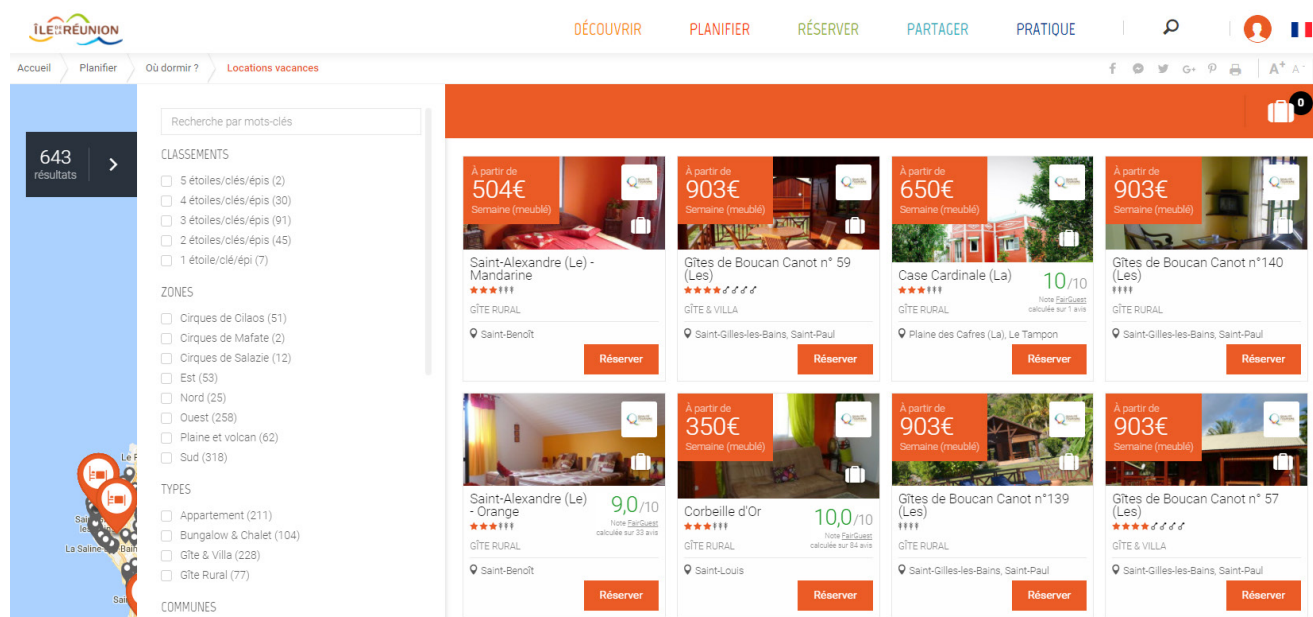 ÎLE DE LA RÉUNION
DÉCOUVRIR
PLANIFIER
RÉSERVER
PARTAGER
PRATIQUE
Accueil
Planifier
Où dormir ?
Locations vacances
A+ A-
643
résultats
Recherche par mots-clés
CLASSEMENTS
5 étoiles/clés/épis (2)
4 étoiles/clés/épis (30)
3 étoiles/clés/épis (91)
2 étoiles/clés/épis (45)
1 étoile/clé/épi (7)
ZONES
Cirques de Cilaos (51)
Cirques de Mafate (2)
Cirques de Salazie (12)
Est (53)
Nord (25)
Ouest (258)
Plaine et volcan (62)
Sud (318)
TYPES
Appartement (211)
Bungalow & Chalet (104)
Gîte & Villa (228)
Gîte Rural (77)
COMMUNES
La Saline
0
À partir de
504€
Semaine (meublé)
Saint-Alexandre (Le) -
Mandarine
GÎTE RURAL
Saint-Benoît
Réserver
À partir de
903€
Semaine (meublé)
Gîtes de Boucan Canot n° 59
(Les)
GÎTE & VILLA
Saint-Gilles-les-Bains, Saint-Paul
Réserver
À partir de
650€
Semaine (meublé)
Case Cardinale (La)
10/10
Note FairGuest
calculée sur 1 avis
GÎTE RURAL
Plaine des Cafres (La), Le Tampon
Réserver
À partir de
903€
Semaine (meublé)
Gîtes de Boucan Canot n°140
(Les)
GÎTE RURAL
Saint-Gilles-les-Bains, Saint-Paul
Réserver
Saint-Alexandre (Le)
- Orange
9,0/10
Note FairGuest
calculée sur 33 avis
GÎTE RURAL
Saint-Benoît
Réserver
À partir de
350€
Semaine (meublé)
Corbeille d'Or
10,0/10
Note FairGuest
calculée sur 84 avis
GÎTE RURAL
Saint-Louis
Réserver
À partir de
903€
Semaine (meublé)
Gîtes de Boucan Canot n°139
(Les)
GÎTE RURAL
Saint-Gilles-les-Bains, Saint-Paul
Réserver
À partir de
903€
Semaine (meublé)
Gîtes de Boucan Canot n° 57
(Les)
GÎTE & VILLA
Saint-Gilles-les-Bains, Saint-Paul
Réserver